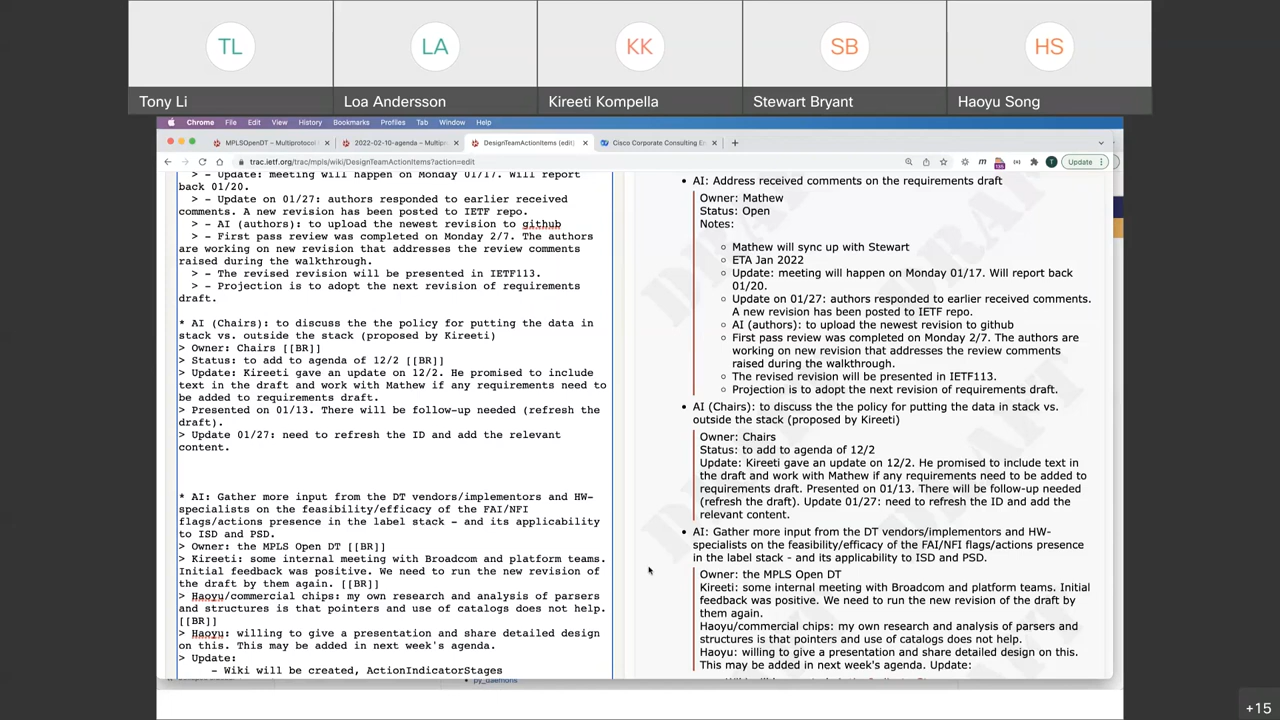 TL
LA
KK
SB
HS
Tony Li
Loa Andersson
Kireeti Kompella
Stewart Bryant
Haoyu Song
Chrome File Edit View History Bookmarks Profiles Tab Window Help
MPLSOpenDT – Multiprotocol
2022-02-10-agenda – Multipr
DesignTeamActionItems (edit)
Cisco Corporate Consulting E
trac.ietf.org/trac/mpls/wiki/DesignTeamActionItems?action=edit
Update
> - Update: meeting will happen on Monday 01/17. Will report
back 01/20.
> - Update on 01/27: authors responded to earlier received
comments. A new revision has been posted to IETF repo.
> - AI (authors): to upload the newest revision to github
> - First pass review was completed on Monday 2/7. The authors
are working on new revision that addresses the review comments
raised during the walkthrough.
> - The revised revision will be presented in IETF113.
> - Projection is to adopt the next revision of requirements
draft.
* AI (Chairs): to discuss the the policy for putting the data in
stack vs. outside the stack (proposed by Kireeti)
> Owner: Chairs [[BR]]
> Status: to add to agenda of 12/2 [[BR]]
> Update: Kireeti gave an update on 12/2. He promised to include
text in the draft and work with Mathew if any requirements need to
be added to requirements draft.
> Presented on 01/13. There will be follow-up needed (refresh the
draft).
> Update 01/27: need to refresh the ID and add the relevant
content.
* AI: Gather more input from the DT vendors/implementors and HW-
specialists on the feasibility/efficacy of the FAI/NFI
flags/actions presence in the label stack - and its applicability
to ISD and PSD.
> Owner: the MPLS Open DT [[BR]]
> Kireeti: some internal meeting with Broadcom and platform teams.
Initial feedback was positive. We need to run the new revision of
the draft by them again. [[BR]]
> Haoyu/commercial chips: my own research and analysis of parsers
and structures is that pointers and use of catalogs does not help.
[[BR]]
> Haoyu: willing to give a presentation and share detailed design
on this. This may be added in next week's agenda.
> Update:
- Wiki will be created, ActionIndicatorStages
• AI: Address received comments on the requirements draft
Owner: Mathew
Status: Open
Notes:
Mathew will sync up with Stewart
ETA Jan 2022
Update: meeting will happen on Monday 01/17. Will report back
01/20.
Update on 01/27: authors responded to earlier received comments.
A new revision has been posted to IETF repo.
AI (authors): to upload the newest revision to github
First pass review was completed on Monday 2/7. The authors are
working on new revision that addresses the review comments
raised during the walkthrough.
The revised revision will be presented in IETF113.
Projection is to adopt the next revision of requirements draft.
• AI (Chairs): to discuss the the policy for putting the data in stack vs.
outside the stack (proposed by Kireeti)
Owner: Chairs
Status: to add to agenda of 12/2
Update: Kireeti gave an update on 12/2. He promised to include text in
the draft and work with Mathew if any requirements need to be added to
requirements draft. Presented on 01/13. There will be follow-up needed
(refresh the draft). Update 01/27: need to refresh the ID and add the
relevant content.
• AI: Gather more input from the DT vendors/implementors and HW-
specialists on the feasibility/efficacy of the FAI/NFI flags/actions presence
in the label stack - and its applicability to ISD and PSD.
Owner: the MPLS Open DT
Kireeti: some internal meeting with Broadcom and platform teams. Initial
feedback was positive. We need to run the new revision of the draft by
them again.
Haoyu/commercial chips: my own research and analysis of parsers and
structures is that pointers and use of catalogs does not help.
Haoyu: willing to give a presentation and share detailed design on this.
This may be added in next week's agenda. Update:
DRAFT
py_daemons
+15